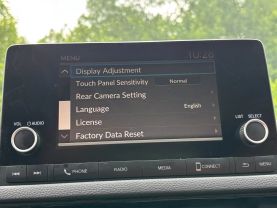 MENU 10:28
Display Adjustment
Touch Panel Sensitivity Normal
Rear Camera Setting
Language English
License
Factory Data Reset
VOL AUDIO
LIST SELECT
PHONE RADIO MEDIA CONNECT MENU